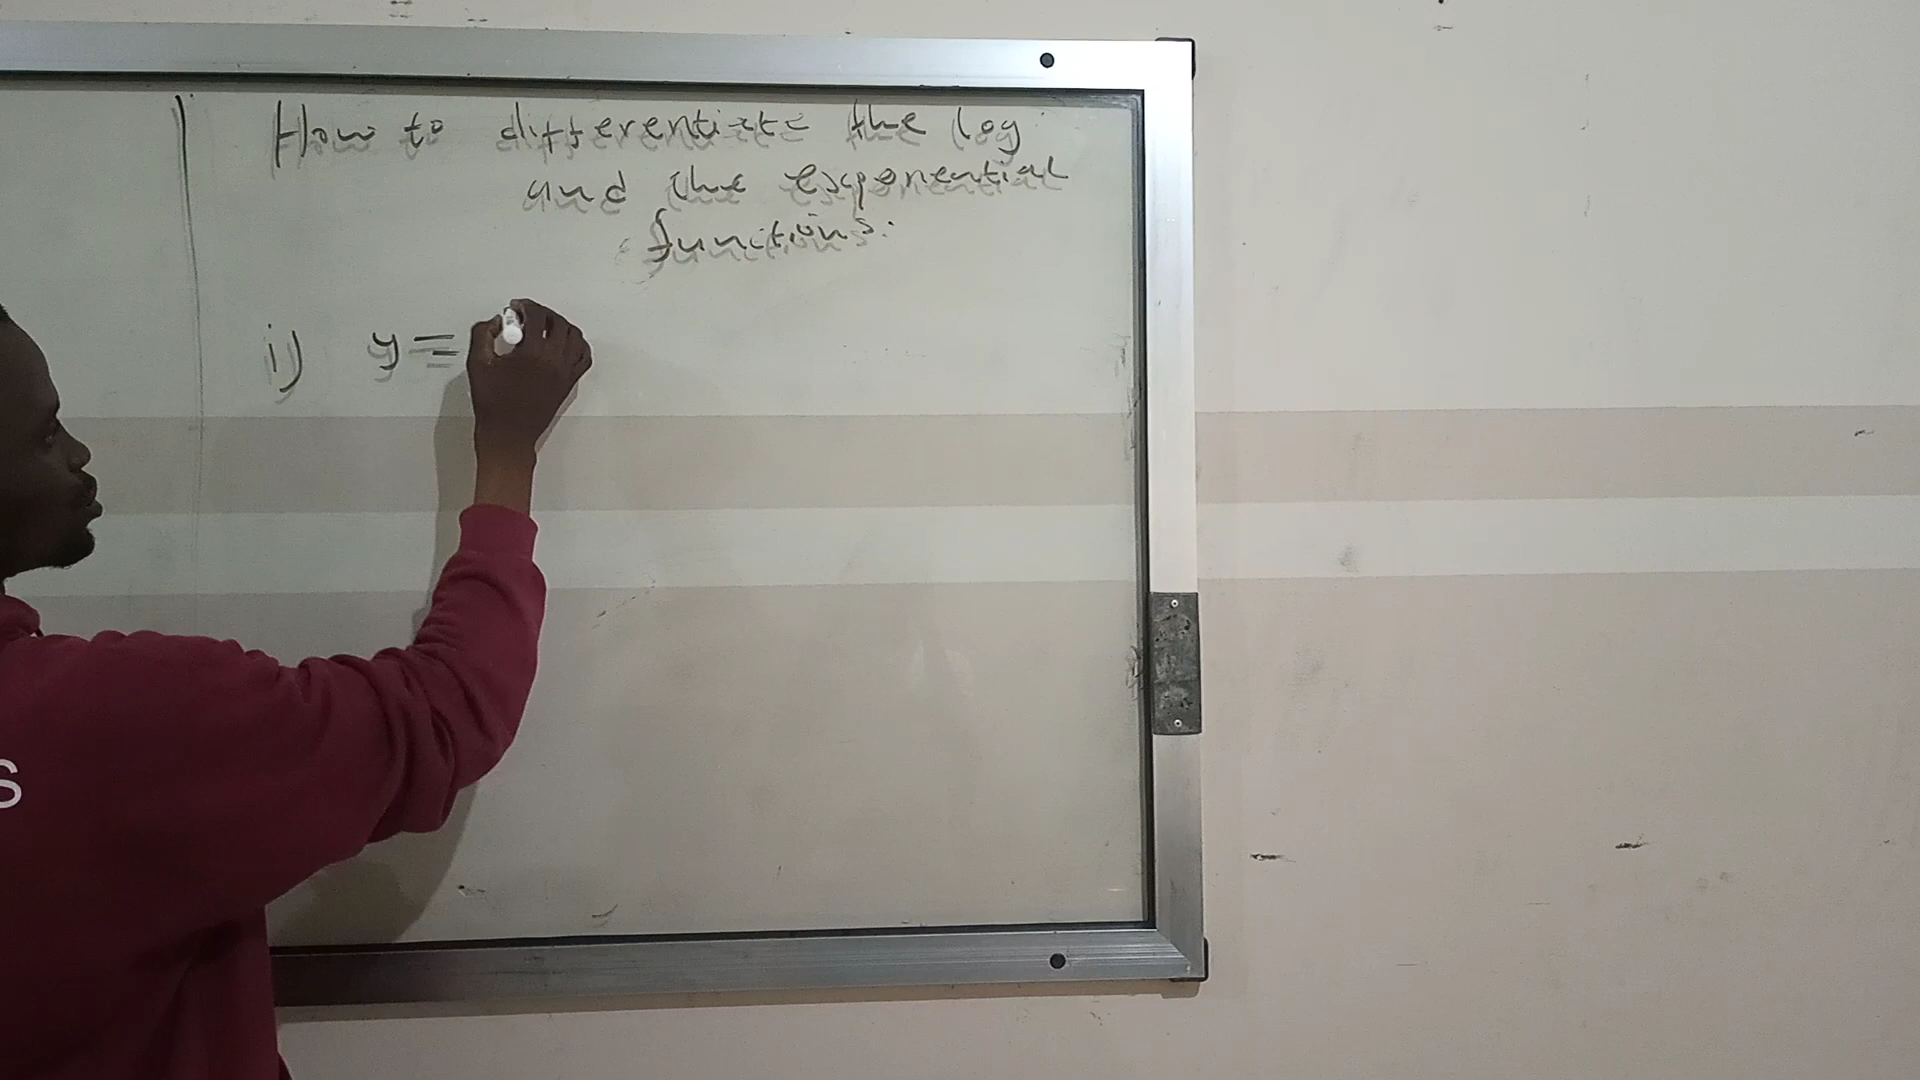 How to differentiate the log
and the exponential
functions.
i) y =
S